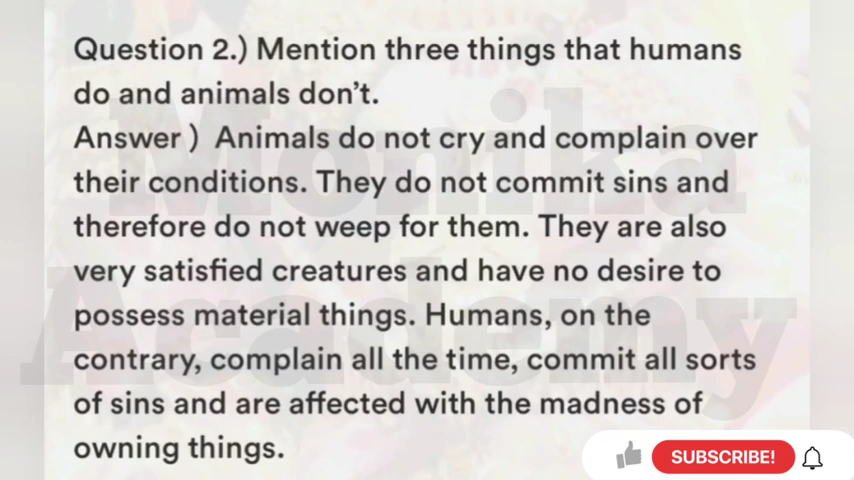 Question 2.) Mention three things that humans
do and animals don't.
Answer ) Animals do not cry and complain over
their conditions. They do not commit sins and
therefore do not weep for them. They are also
very satisfied creatures and have no desire to
possess material things. Humans, on the
contrary, complain all the time, commit all sorts
of sins and are affected with the madness of
owning things.
Monika
Academy
SUBSCRIBE!